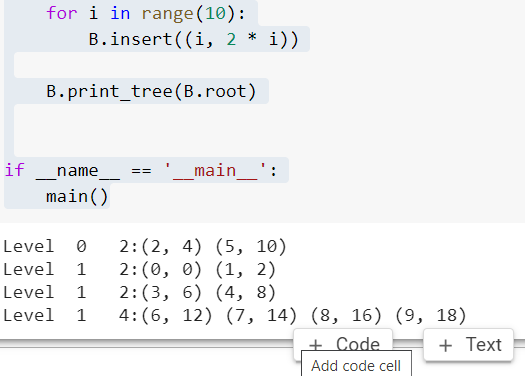 for i in range(10):
B.insert((i, 2 * i))
B.print_tree(B.root)
if __name__ == '__main__':
main()
Level  0   2:(2, 4) (5, 10)
Level  1   2:(0, 0) (1, 2)
Level  1   2:(3, 6) (4, 8)
Level  1   4:(6, 12) (7, 14) (8, 16) (9, 18)
+ Code + Text
Add code cell